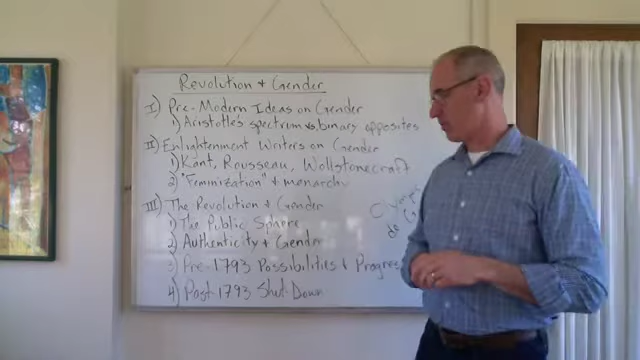 Revolution + Gender
I) Pre-Modern Ideas on Gender
1) Aristotle's spectrum vs binary opposites
II) Enlightenment Writers on Gender
1) Kant, Rousseau, Wollstonecraft
2) "Feminization" + monarchy
III) The Revolution + Gender
1) The Public Sphere
2) Authenticity + Gender
3) Pre-1793 Possibilities + Progress
4) Post 1793 Shut-Down
Olympe
de